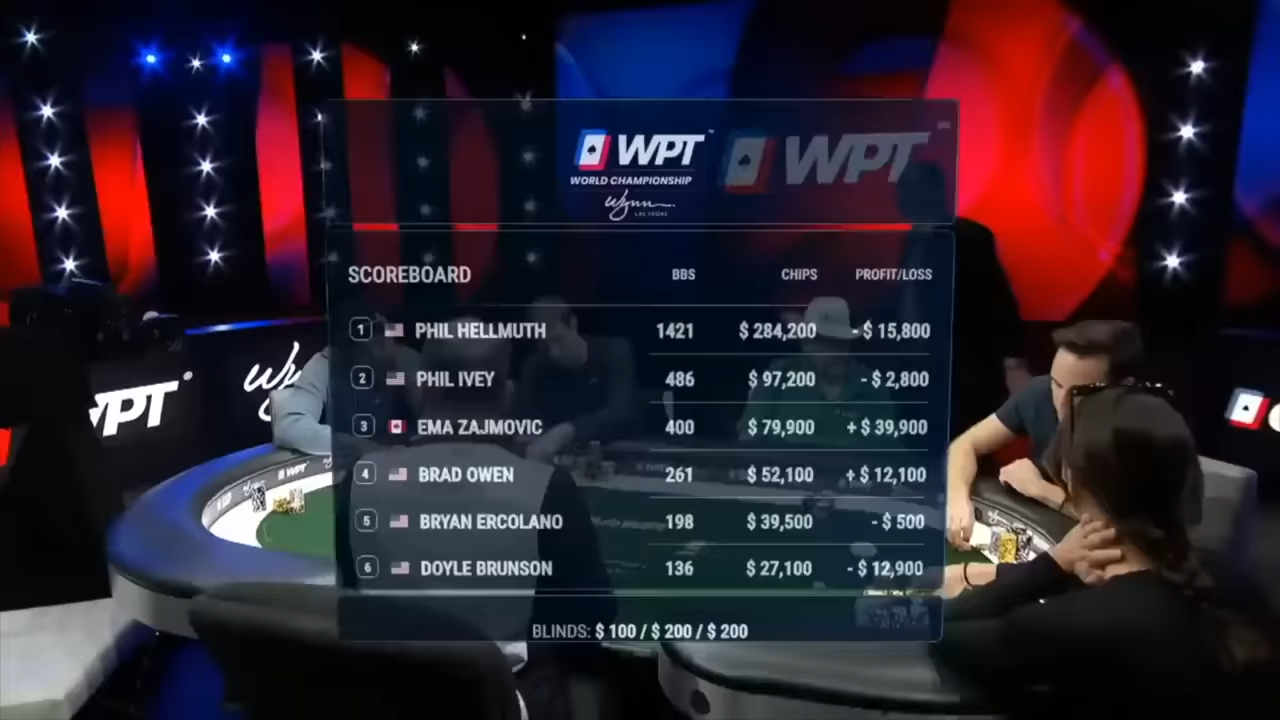 WPT™
WORLD CHAMPIONSHIP
Wynn
LAS VEGAS
WPT
SCOREBOARD BBS CHIPS PROFIT/LOSS
1 PHIL HELLMUTH 1421 $ 284,200 - $ 15,800
2 PHIL IVEY 486 $ 97,200 - $ 2,800
3 EMA ZAJMOVIC 400 $ 79,900 + $ 39,900
4 BRAD OWEN 261 $ 52,100 + $ 12,100
5 BRYAN ERCOLANO 198 $ 39,500 - $ 500
6 DOYLE BRUNSON 136 $ 27,100 - $ 12,900
BLINDS: $ 100 / $ 200 / $ 200
WPT®
WPT